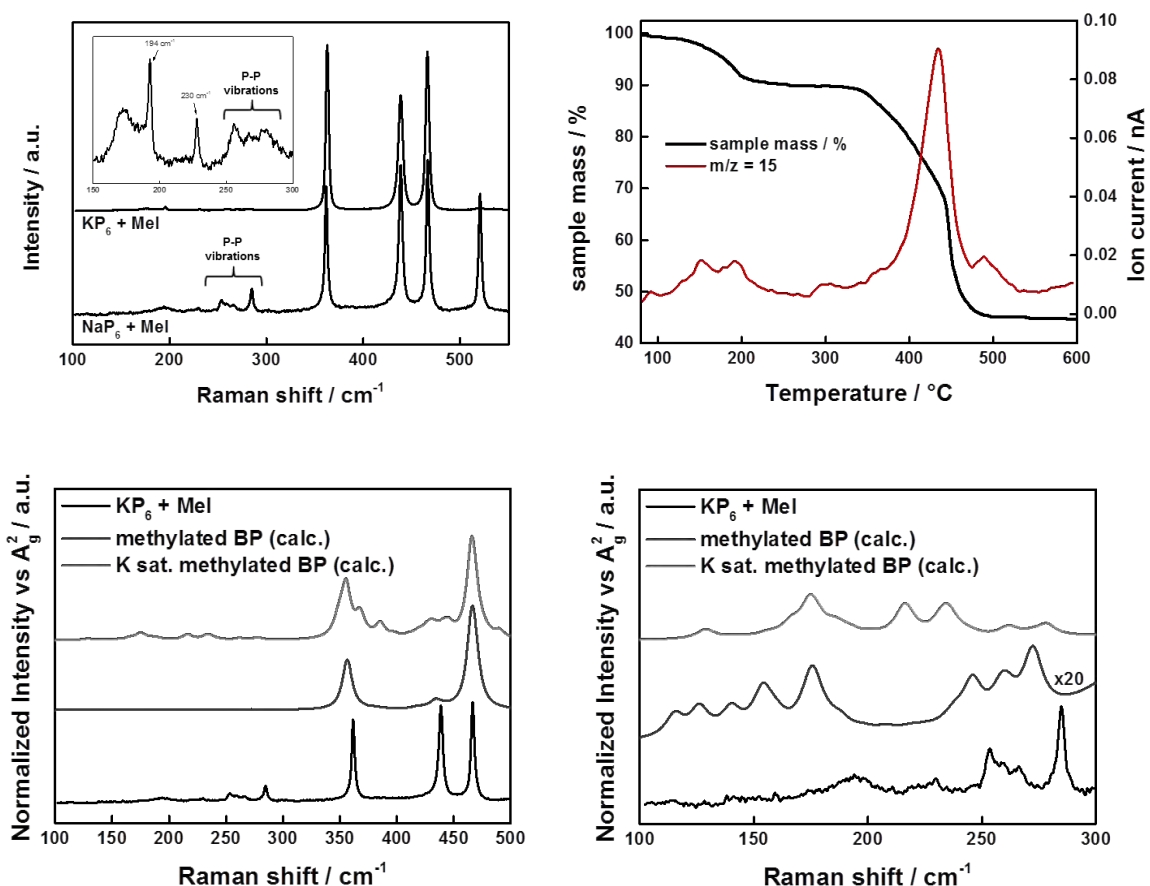 194 cm⁻¹
230 cm⁻¹
P-P
vibrations
150 200 250 300
KP₆ + MeI
P-P
vibrations
NaP₆ + MeI
100 200 300 400 500
Raman shift / cm⁻¹
Intensity / a.u.
100
90
80
70
60
50
40
sample mass / %
0.10
0.08
0.06
0.04
0.02
0.00
Ion current / nA
sample mass / %
m/z = 15
100 200 300 400 500 600
Temperature / °C
Normalized Intensity vs A²g / a.u.
KP₆ + MeI
methylated BP (calc.)
K sat. methylated BP (calc.)
100 150 200 250 300 350 400 450 500
Raman shift / cm⁻¹
Normalized Intensity vs A²g / a.u.
KP₆ + MeI
methylated BP (calc.)
K sat. methylated BP (calc.)
x20
100 150 200 250 300
Raman shift / cm⁻¹